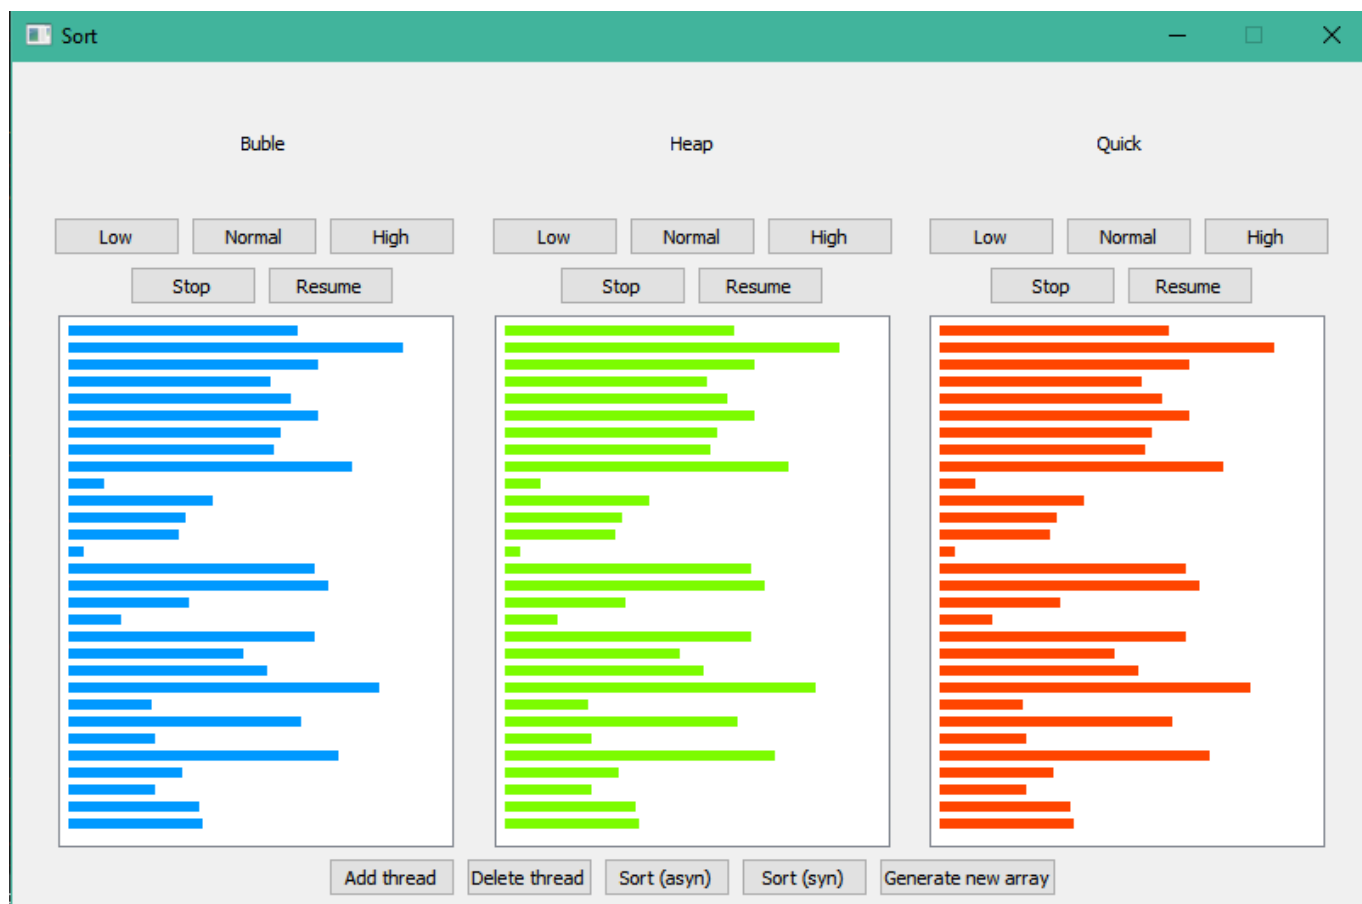 Sort
Buble Heap Quick
Low Normal High Low Normal High Low Normal High
Stop Resume Stop Resume Stop Resume
Add thread Delete thread Sort (asyn) Sort (syn) Generate new array